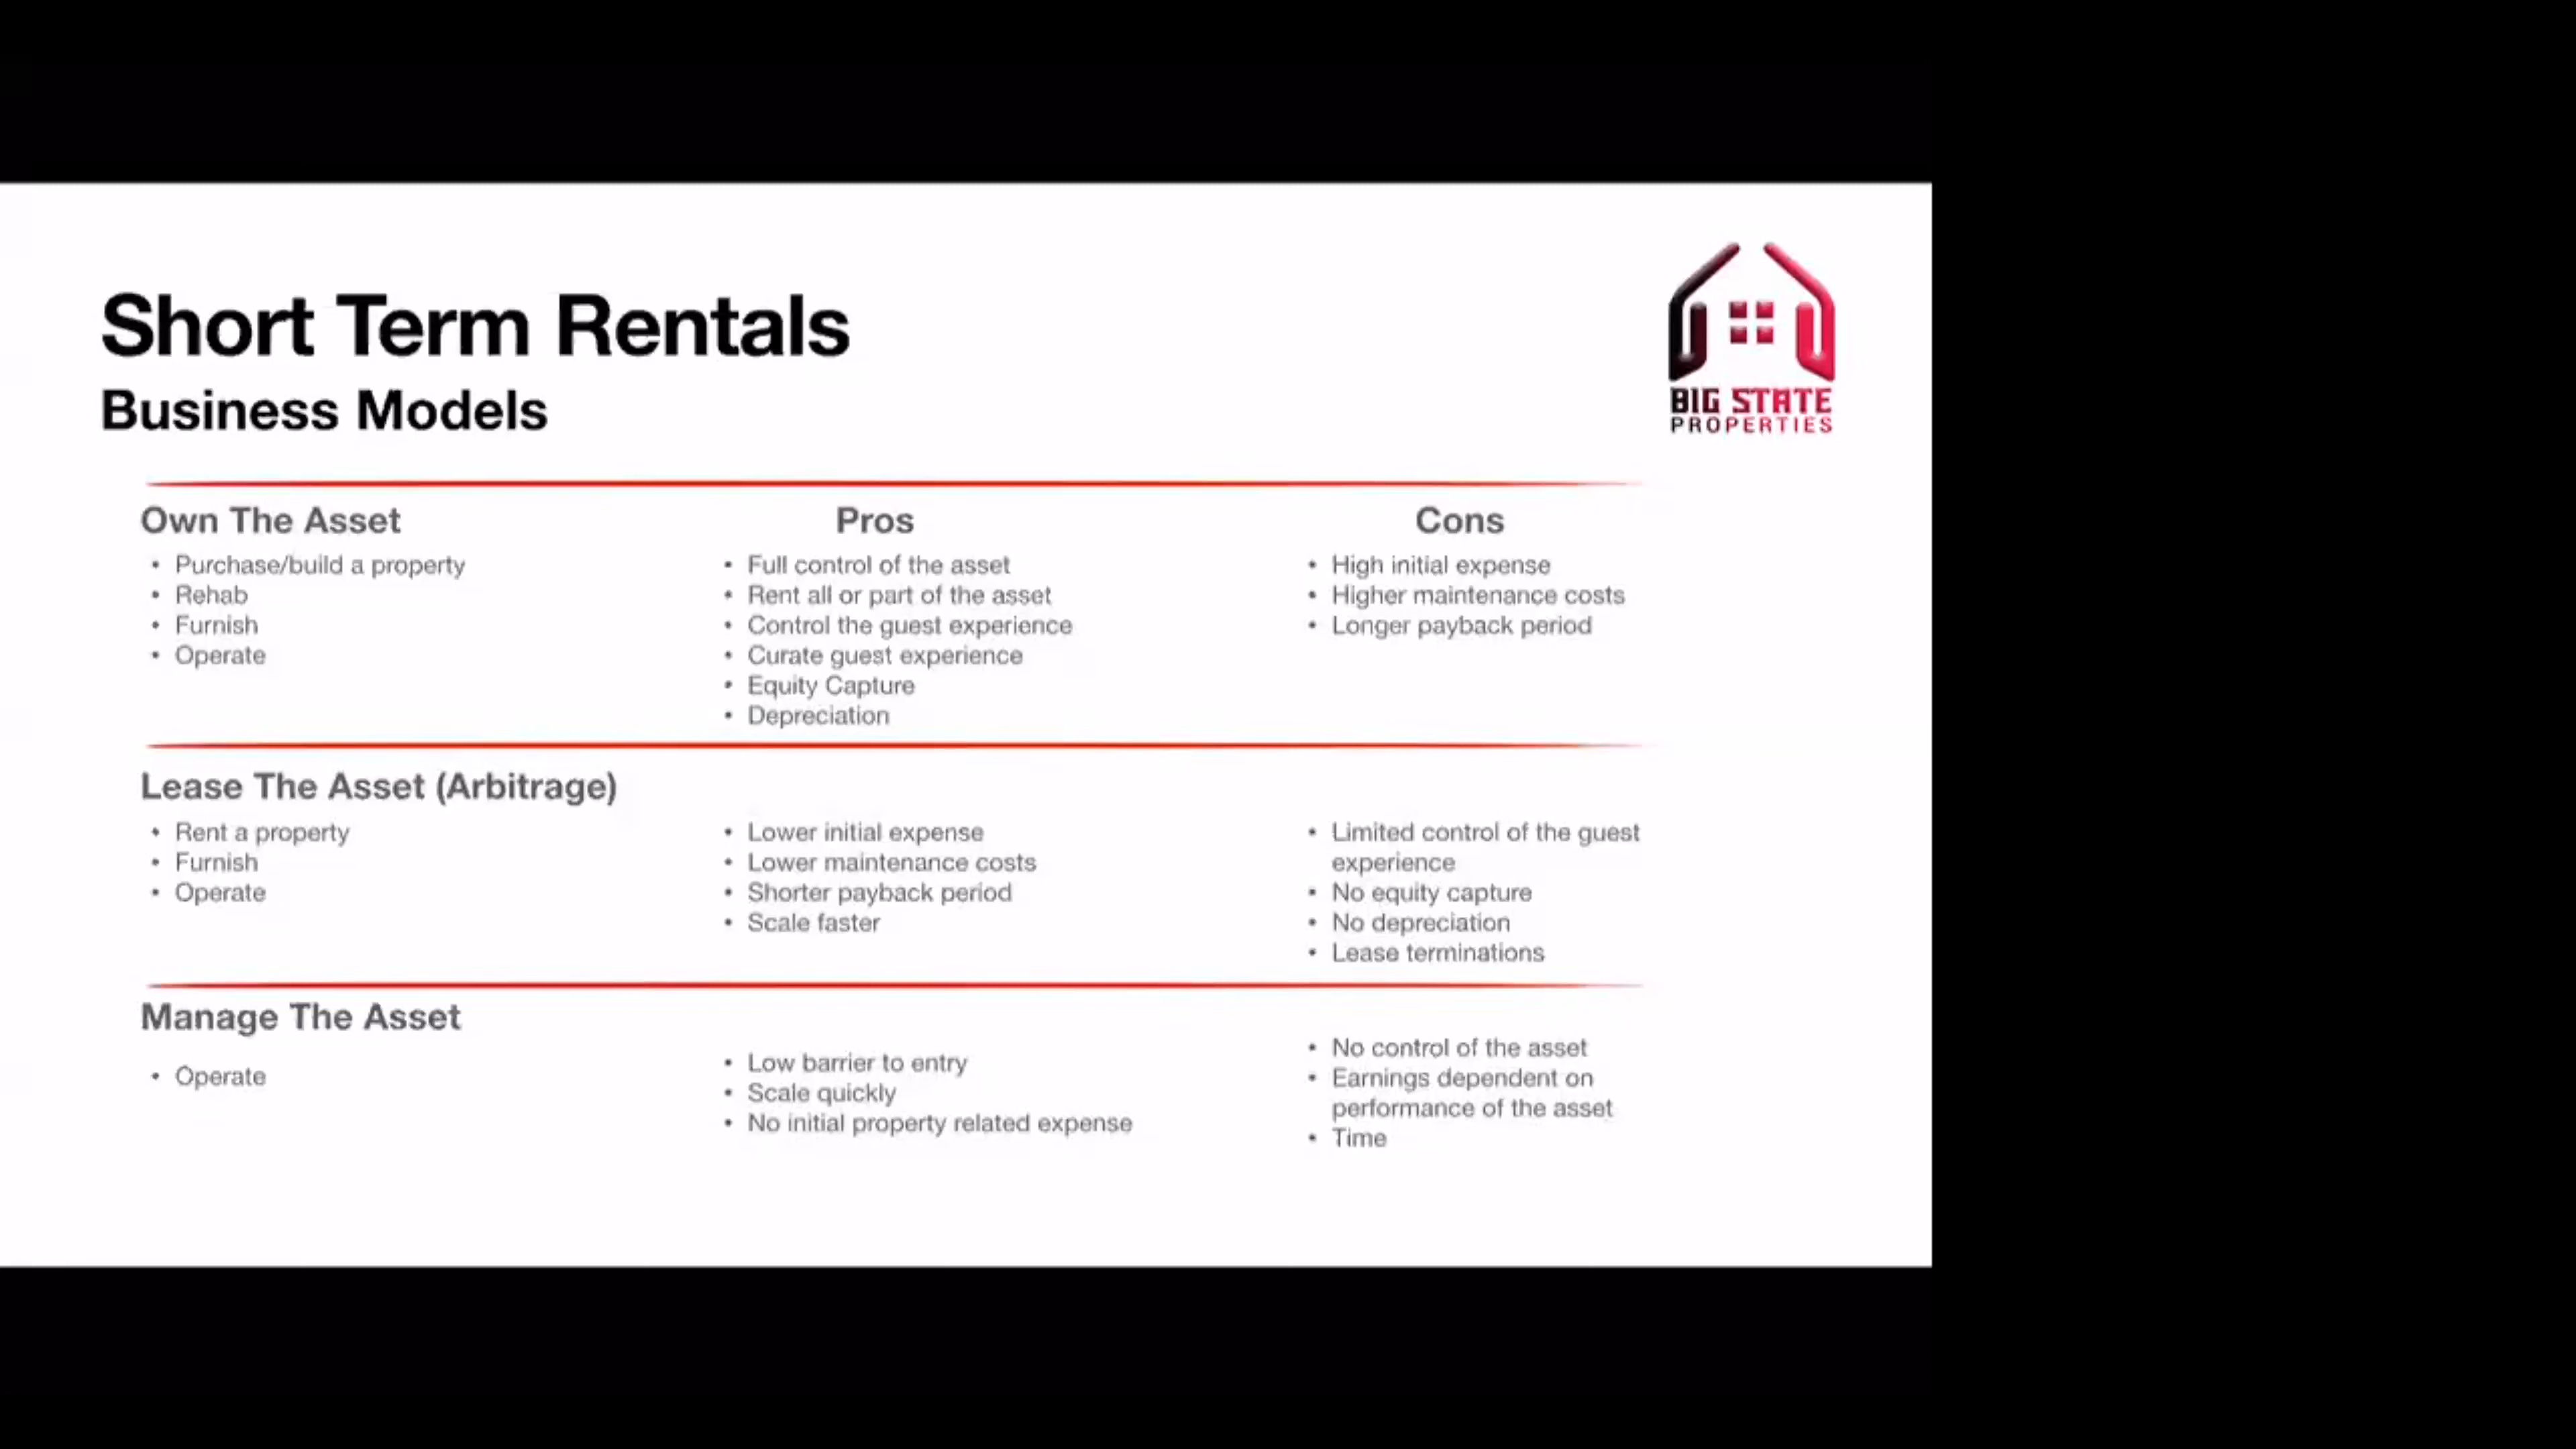 Short Term Rentals
Business Models
BIG STATE
PROPERTIES
Own The Asset
• Purchase/build a property
• Rehab
• Furnish
• Operate
Pros
• Full control of the asset
• Rent all or part of the asset
• Control the guest experience
• Curate guest experience
• Equity Capture
• Depreciation
Cons
• High initial expense
• Higher maintenance costs
• Longer payback period
Lease The Asset (Arbitrage)
• Rent a property
• Furnish
• Operate
• Lower initial expense
• Lower maintenance costs
• Shorter payback period
• Scale faster
• Limited control of the guest
experience
• No equity capture
• No depreciation
• Lease terminations
Manage The Asset
• Operate
• Low barrier to entry
• Scale quickly
• No initial property related expense
• No control of the asset
• Earnings dependent on
performance of the asset
• Time